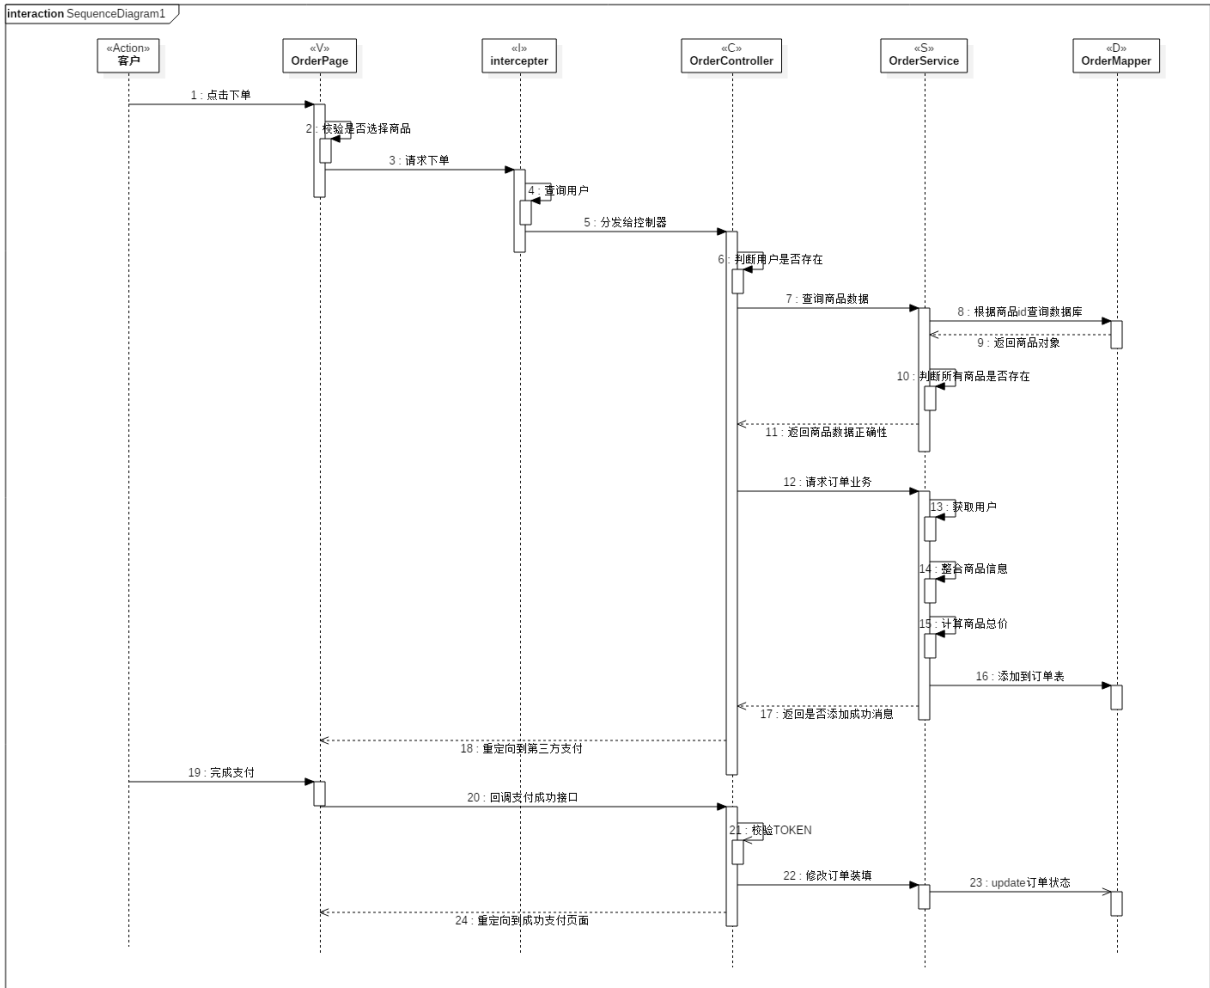 interaction SequenceDiagram1
«Action»
客户
«V»
OrderPage
«I»
intercepter
«C»
OrderController
«S»
OrderService
«D»
OrderMapper
1 : 点击下单
2 : 校验是否选择商品
3 : 请求下单
4 : 查询用户
5 : 分发给控制器
6 : 判断用户是否存在
7 : 查询商品数据
8 : 根据商品id查询数据库
9 : 返回商品对象
10 : 判断所有商品是否存在
11 : 返回商品数据正确性
12 : 请求订单业务
13 : 获取用户
14 : 整合商品信息
15 : 计算商品总价
16 : 添加到订单表
17 : 返回是否添加成功消息
18 : 重定向到第三方支付
19 : 完成支付
20 : 回调支付成功接口
21 : 校验TOKEN
22 : 修改订单装填
23 : update订单状态
24 : 重定向到成功支付页面